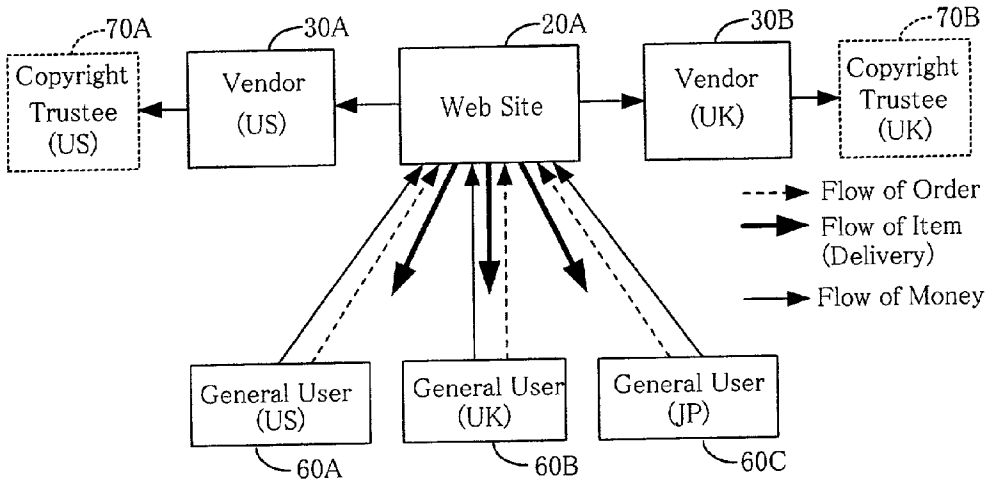 70A
30A
20A
30B
70B
Copyright
Trustee
(US)
Vendor
(US)
Web Site
Vendor
(UK)
Copyright
Trustee
(UK)
Flow of Order
Flow of Item
(Delivery)
Flow of Money
General User
(US)
General User
(UK)
General User
(JP)
60A
60B
60C